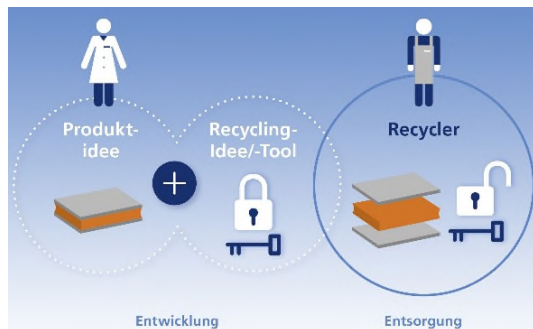 Produkt-
idee
Recycling-
Idee/-Tool
Recycler
Entwicklung
Entsorgung